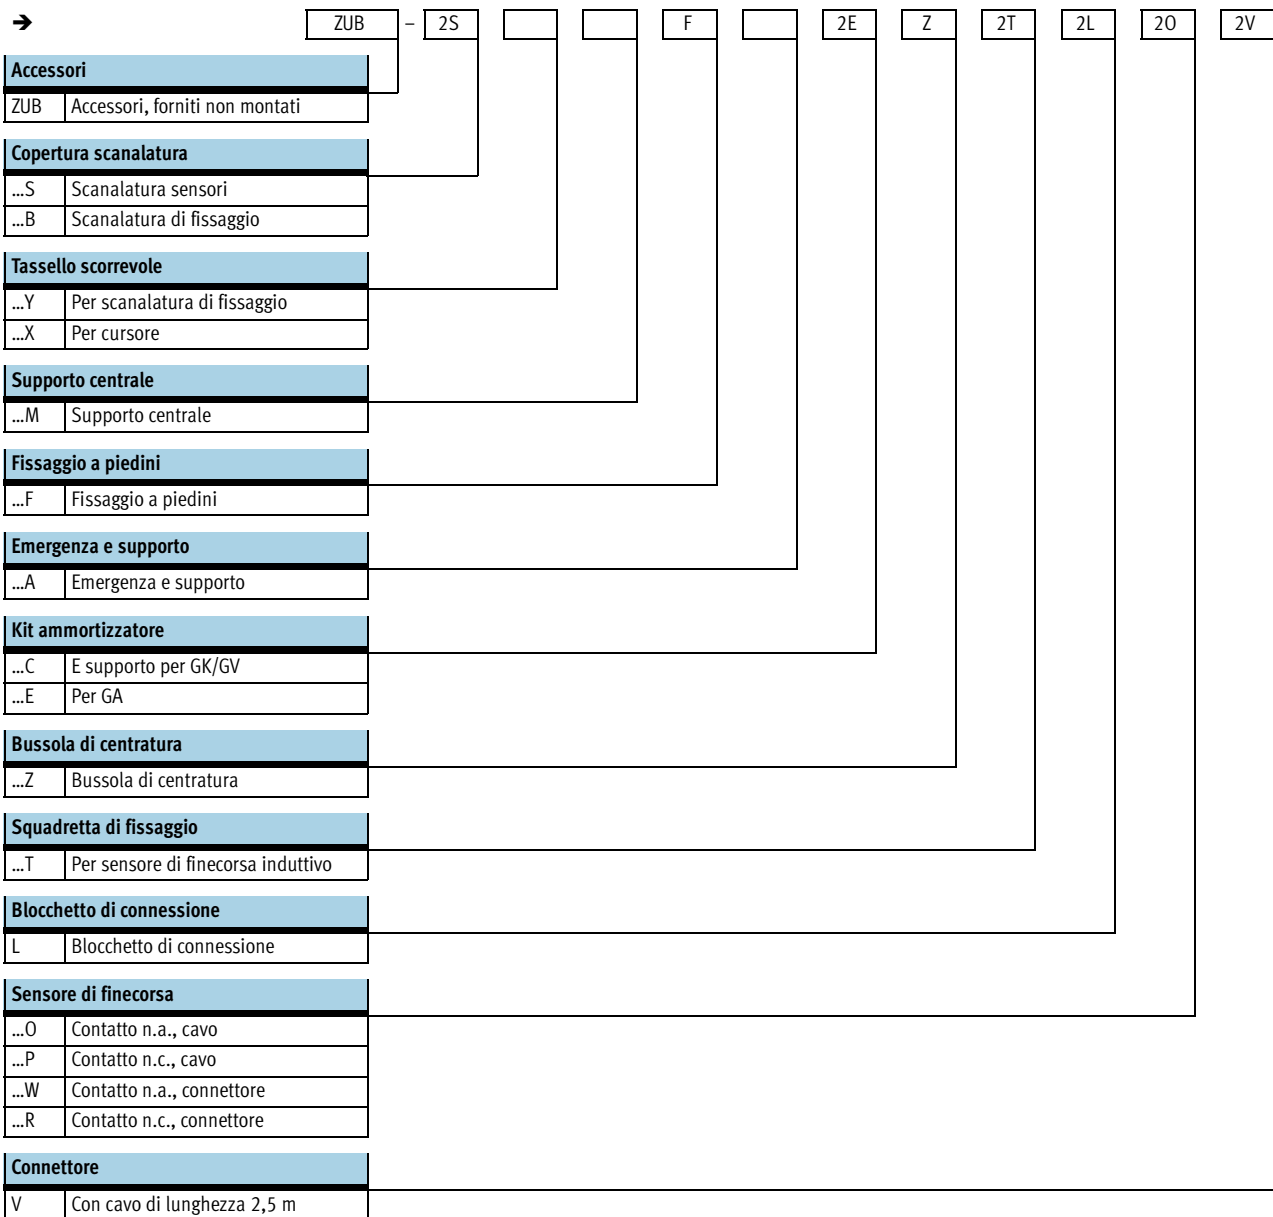 ➔ ZUB – 2S F 2E Z 2T 2L 2O 2V
Accessori
ZUB Accessori, forniti non montati
Copertura scanalatura
...S Scanalatura sensori
...B Scanalatura di fissaggio
Tassello scorrevole
...Y Per scanalatura di fissaggio
...X Per cursore
Supporto centrale
...M Supporto centrale
Fissaggio a piedini
...F Fissaggio a piedini
Emergenza e supporto
...A Emergenza e supporto
Kit ammortizzatore
...C E supporto per GK/GV
...E Per GA
Bussola di centratura
...Z Bussola di centratura
Squadretta di fissaggio
...T Per sensore di finecorsa induttivo
Blocchetto di connessione
L Blocchetto di connessione
Sensore di finecorsa
...O Contatto n.a., cavo
...P Contatto n.c., cavo
...W Contatto n.a., connettore
...R Contatto n.c., connettore
Connettore
V Con cavo di lunghezza 2,5 m